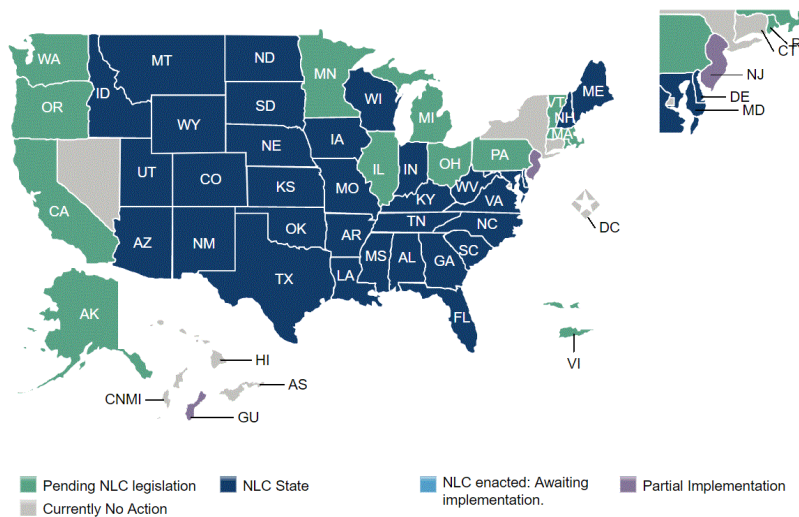 WA
MT
ND
MN
OR
ID
SD
WI
ME
VT
NH
MA
WY
MI
IA
NE
PA
OH
IL
IN
UT
CO
WV
VA
KS
MO
KY
CA
NC
TN
OK
AZ
NM
AR
SC
MS
AL
GA
TX
LA
FL
AK
HI
CNMI
AS
GU
VI
DC
CT
NJ
DE
MD
Pending NLC legislation
NLC State
NLC enacted: Awaiting
implementation.
Partial Implementation
Currently No Action